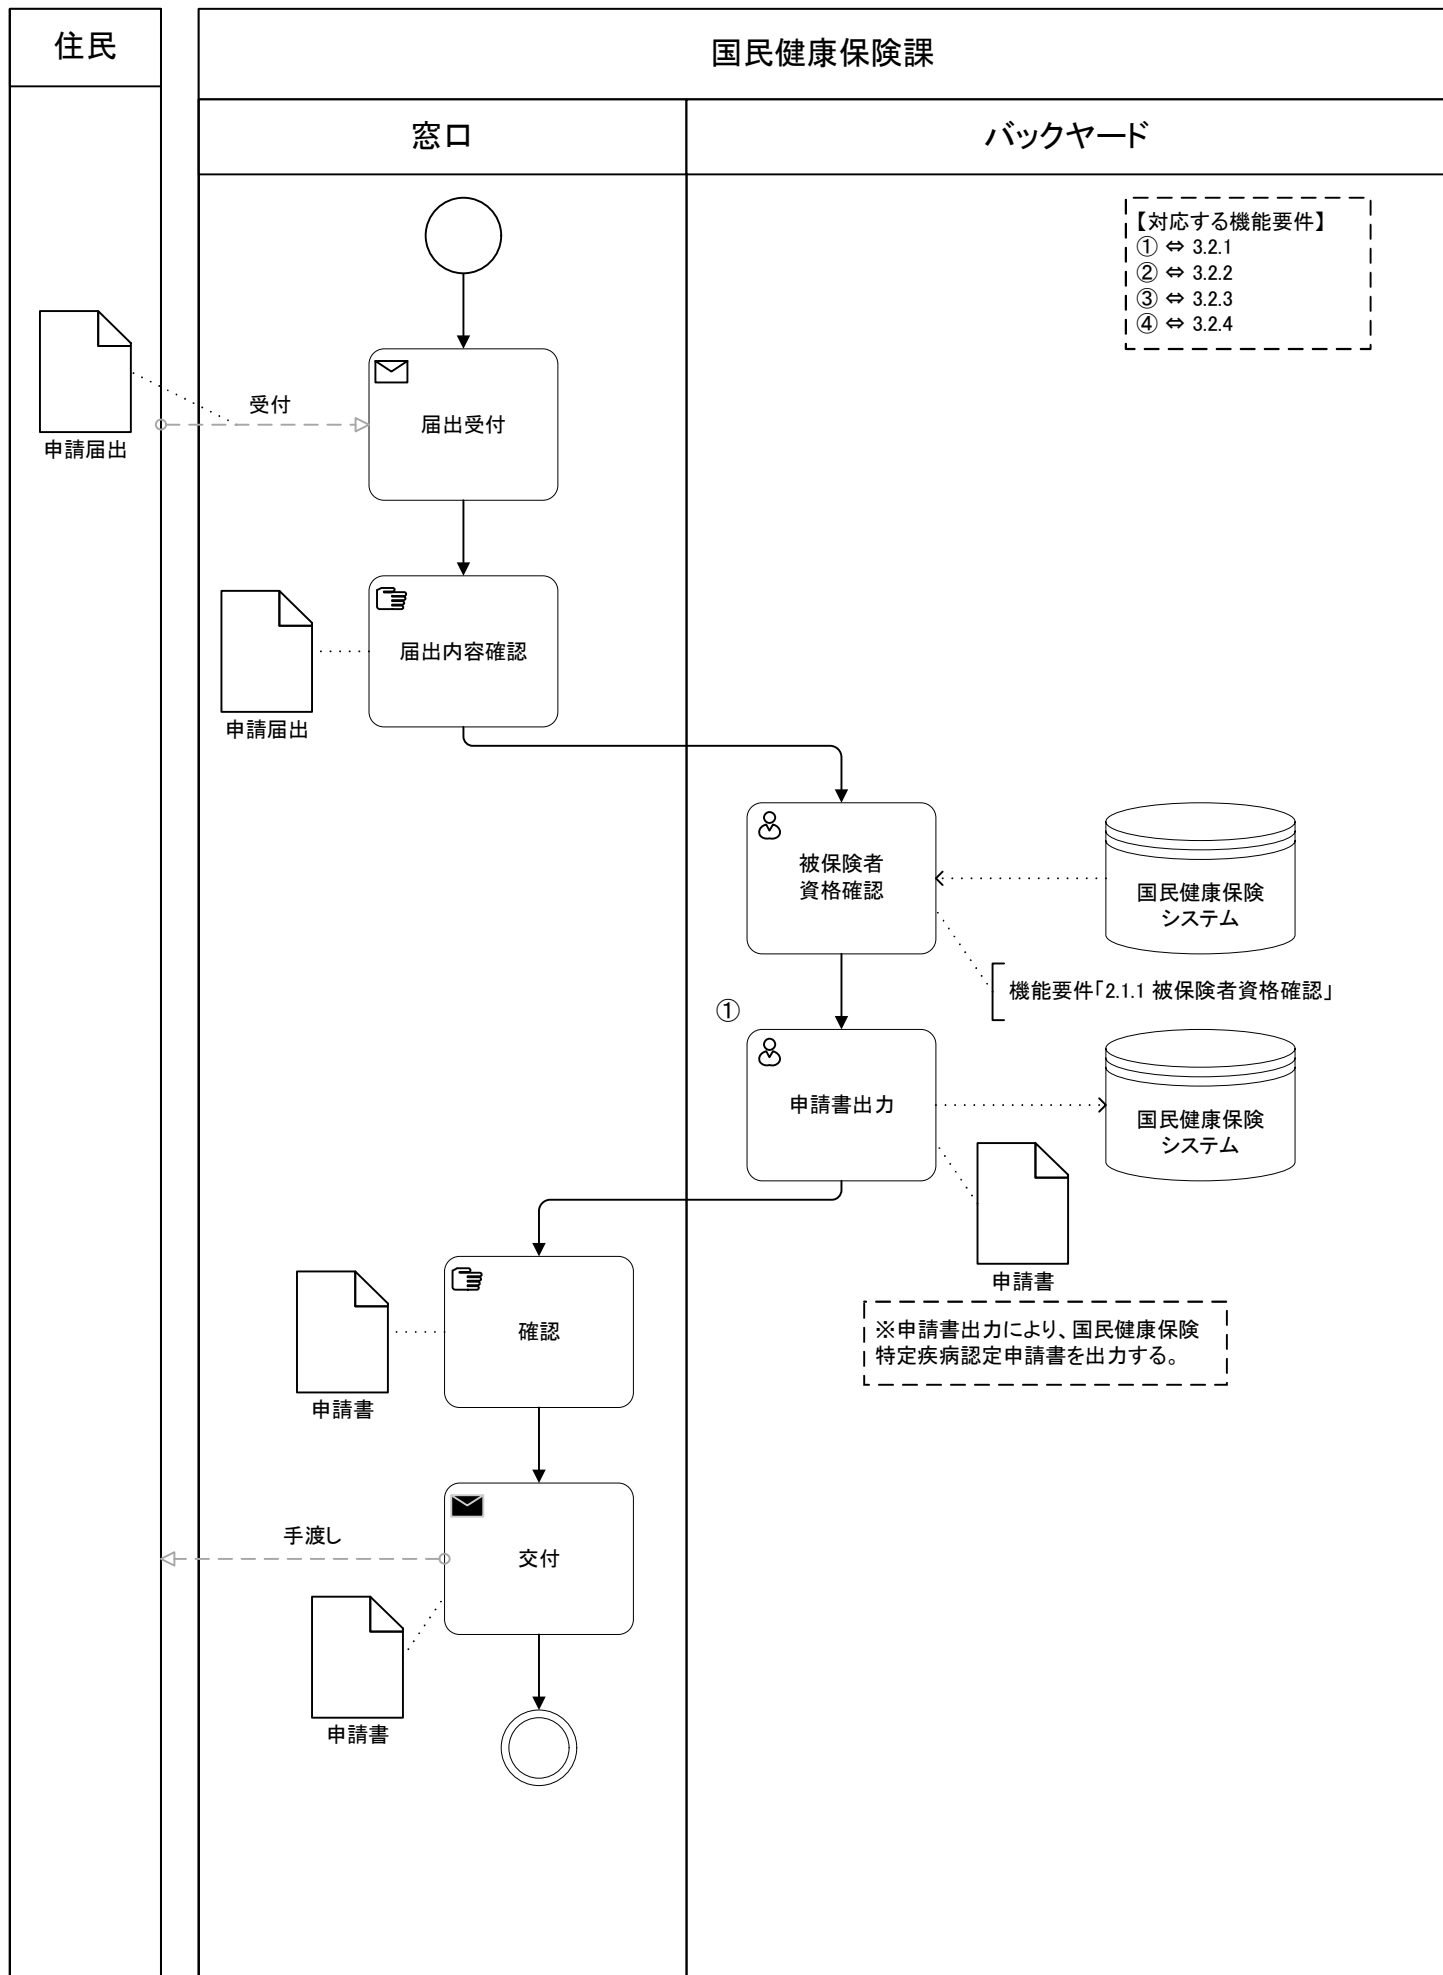 住民
国民健康保険課
窓口
バックヤード
【対応する機能要件】
① ⇔ 3.2.1
② ⇔ 3.2.2
③ ⇔ 3.2.3
④ ⇔ 3.2.4
申請届出
受付
届出受付
申請届出
届出内容確認
被保険者
資格確認
国民健康保険
システム
機能要件「2.1.1 被保険者資格確認」
①
申請書出力
国民健康保険
システム
申請書
※申請書出力により、国民健康保険
特定疾病認定申請書を出力する。
確認
申請書
手渡し
交付
申請書